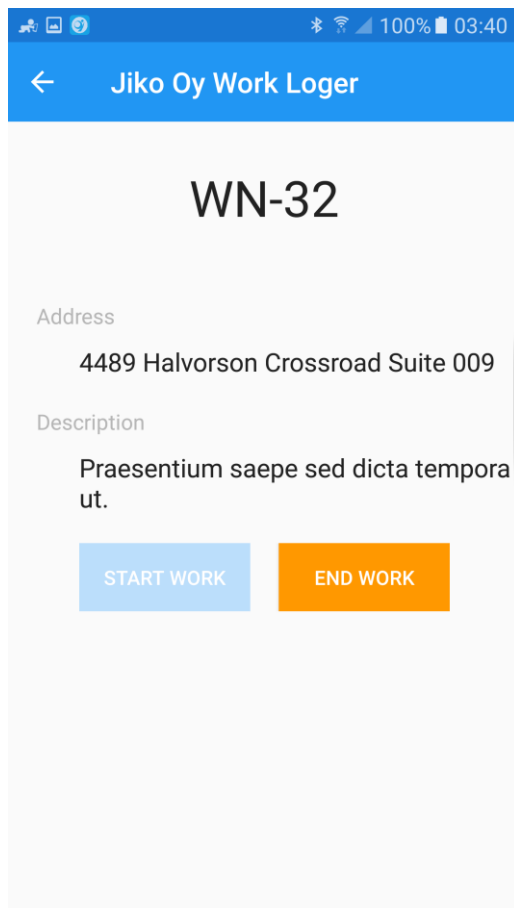 100% 03:40
Jiko Oy Work Loger
WN-32
Address
4489 Halvorson Crossroad Suite 009
Description
Praesentium saepe sed dicta tempora
ut.
START WORK END WORK